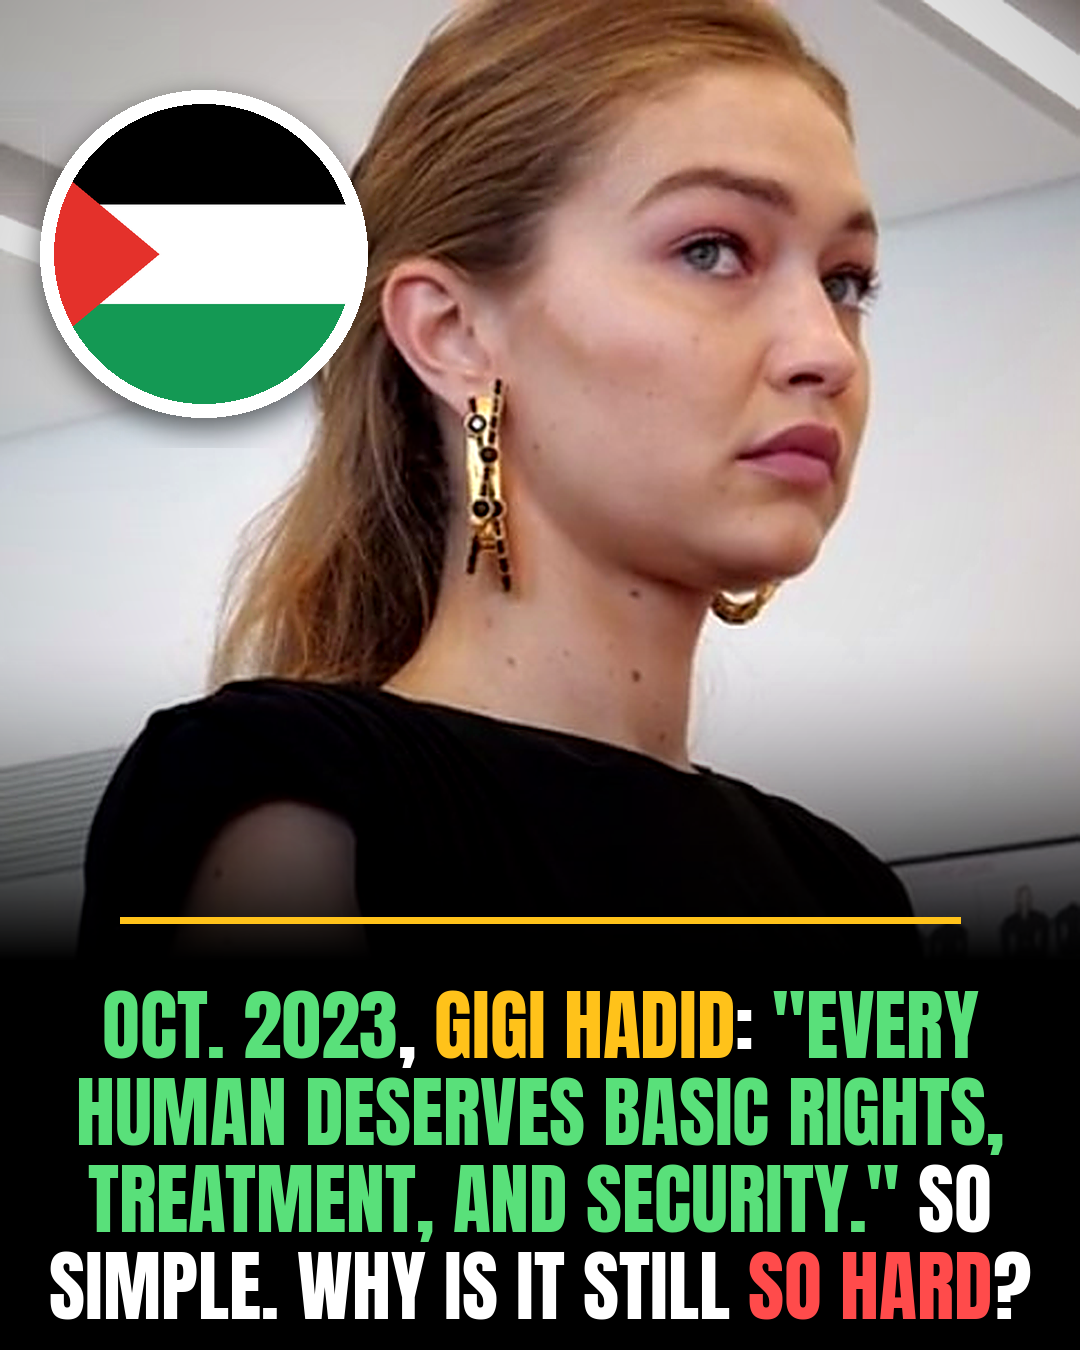 OCT. 2023, GIGI HADID: "EVERY
HUMAN DESERVES BASIC RIGHTS,
TREATMENT, AND SECURITY." SO
SIMPLE. WHY IS IT STILL SO HARD?